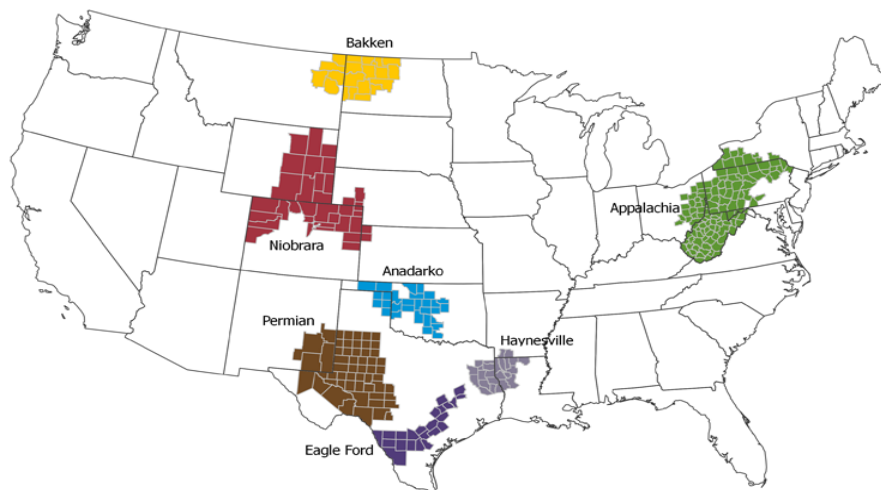 Bakken
Appalachia
Niobrara
Anadarko
Permian
Haynesville
Eagle Ford